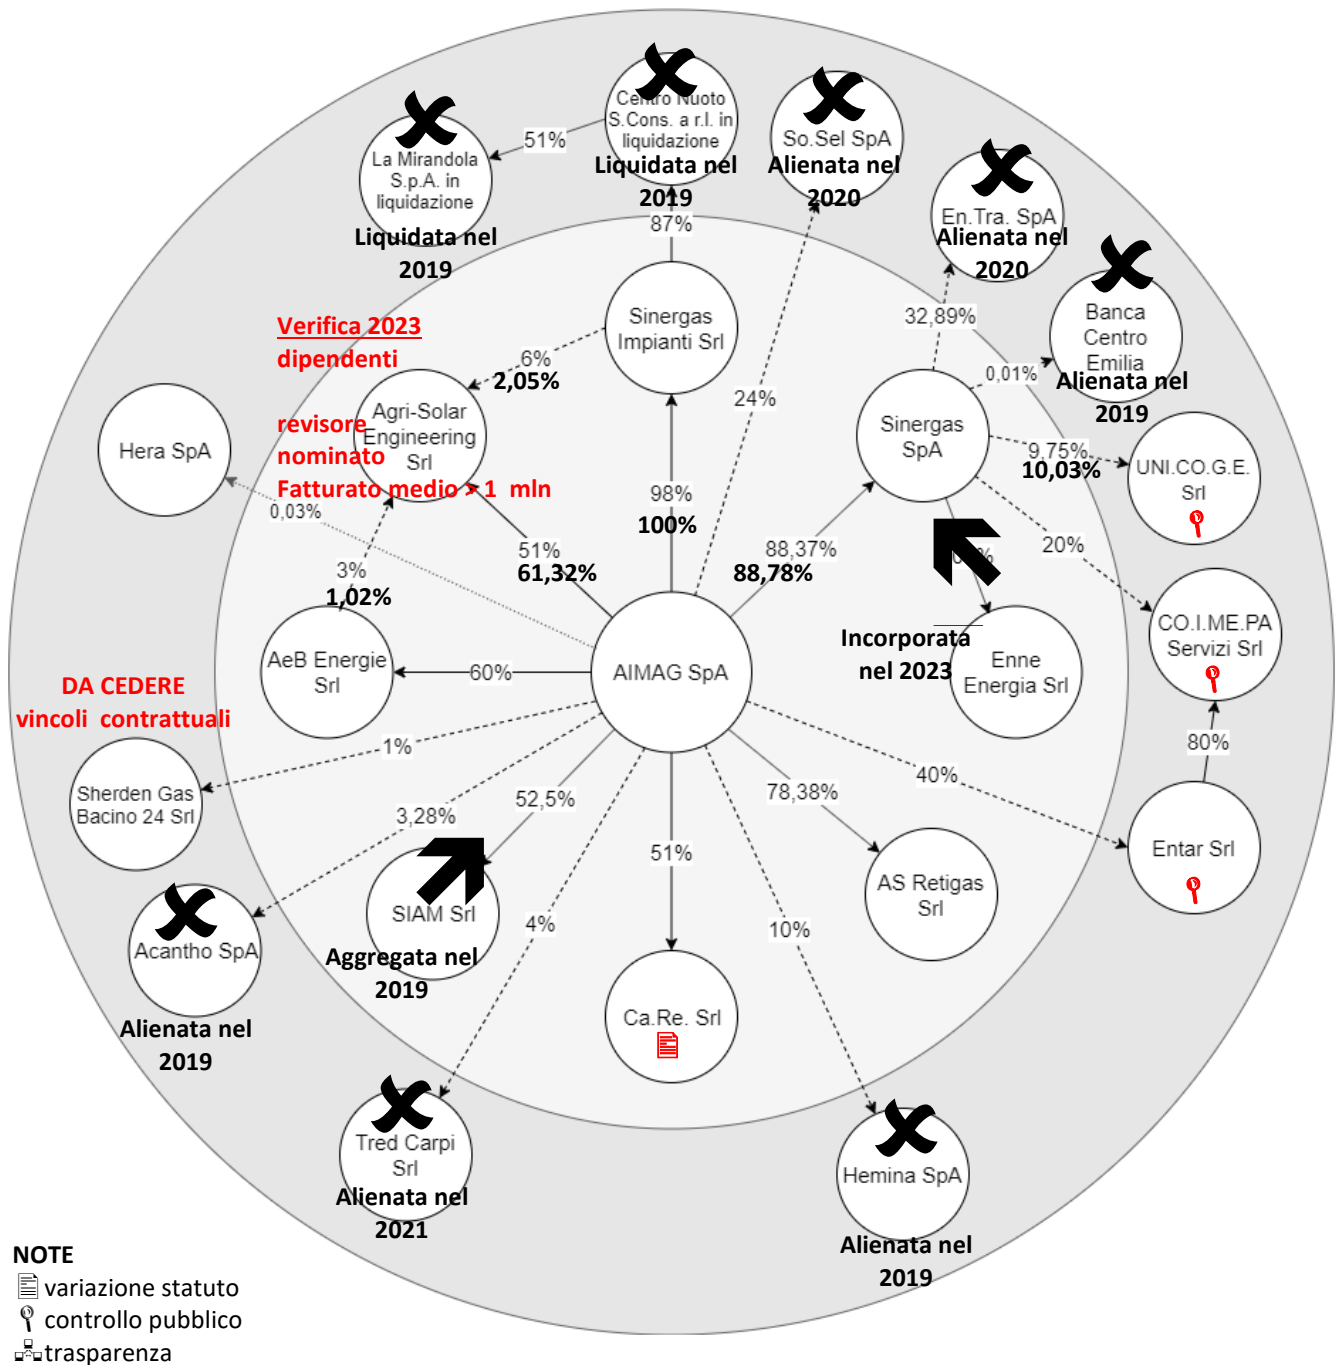 Centro Nuoto
S.Cons. a r.l. in
liquidazione
Liquidata nel
2019
87%
51%
La Mirandola
S.p.A. in
liquidazione
Liquidata nel
2019
So.Sel SpA
Alienata nel
2020
24%
En.Tra. SpA
Alienata nel
2020
32,89%
Banca
Centro
Emilia
Alienata nel
2019
0,01%
Verifica 2023
dipendenti
revisore
nominato
Fatturato medio > 1 mln
Sinergas
Impianti Srl
6%
2,05%
Agri-Solar
Engineering
Srl
Hera SpA
0,03%
98%
100%
51%
61,32%
88,37%
88,78%
Sinergas
SpA
9,75%
10,03%
UNI.CO.G.E.
Srl
20%
CO.I.ME.PA
Servizi Srl
80%
Entar Srl
40%
3%
1,02%
AeB Energie
Srl
60%
AIMAG SpA
Incorporata
nel 2023
Enne
Energia Srl
DA CEDERE
vincoli contrattuali
1%
Sherden Gas
Bacino 24 Srl
3,28%
Acantho SpA
Alienata nel
2019
52,5%
SIAM Srl
Aggregata nel
2019
4%
Tred Carpi
Srl
Alienata nel
2021
51%
Ca.Re. Srl
78,38%
AS Retigas
Srl
10%
Hemina SpA
Alienata nel
2019
NOTE
variazione statuto
controllo pubblico
trasparenza